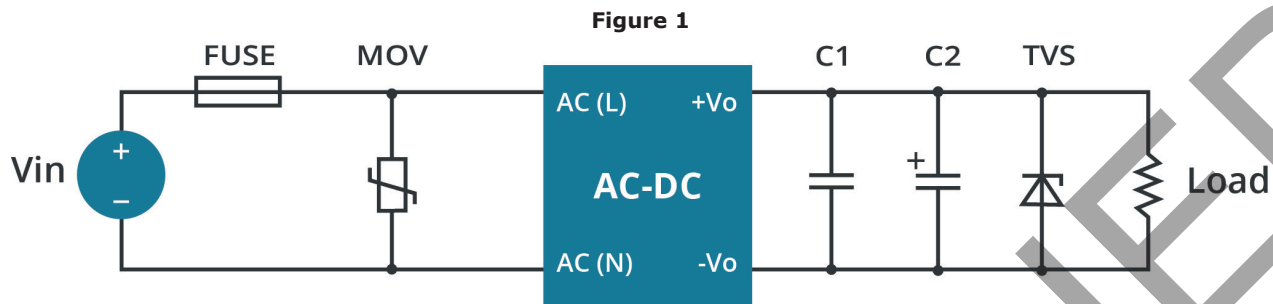 Figure 1
FUSE
MOV
C1
C2
TVS
AC (L)
+Vo
Vin
+
−
AC-DC
+
Load
AC (N)
-Vo